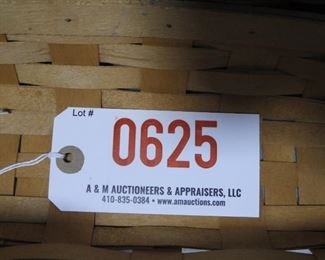 Lot #
0625
A & M AUCTIONEERS & APPRAISERS, LLC
410-835-0384 • www.amauctions.com